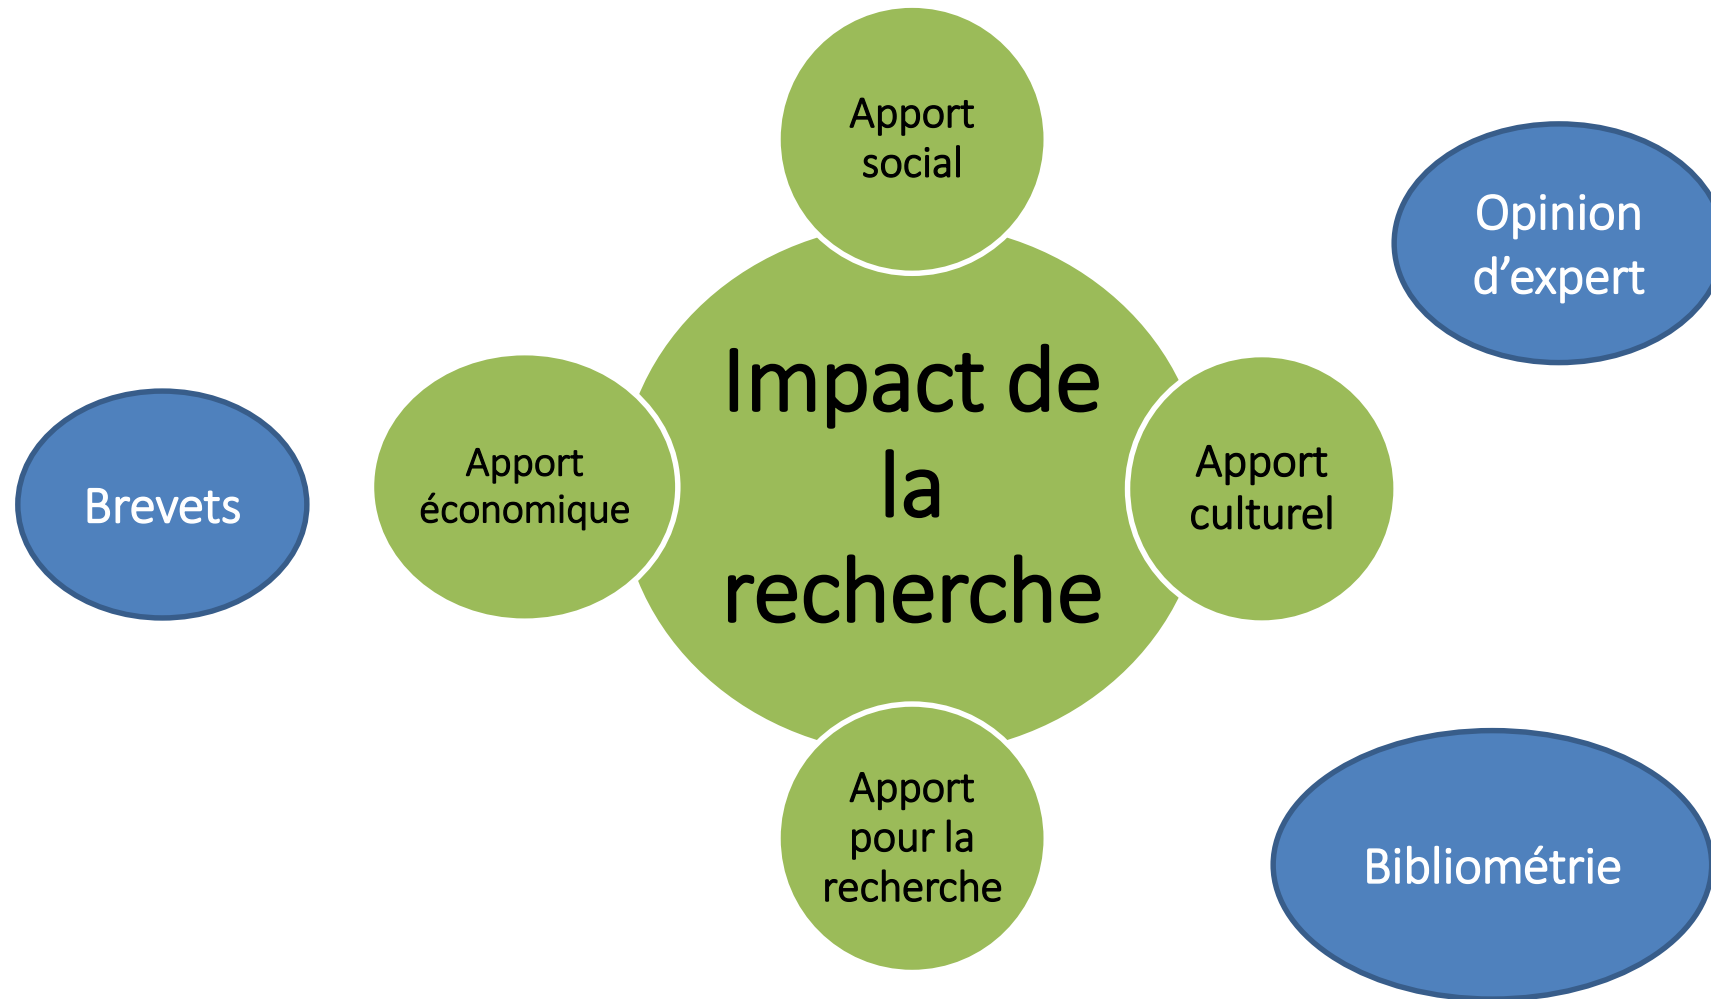 Apport
social
Opinion
d’expert
Impact de
la
recherche
Apport
économique
Apport
culturel
Brevets
Apport
pour la
recherche
Bibliométrie